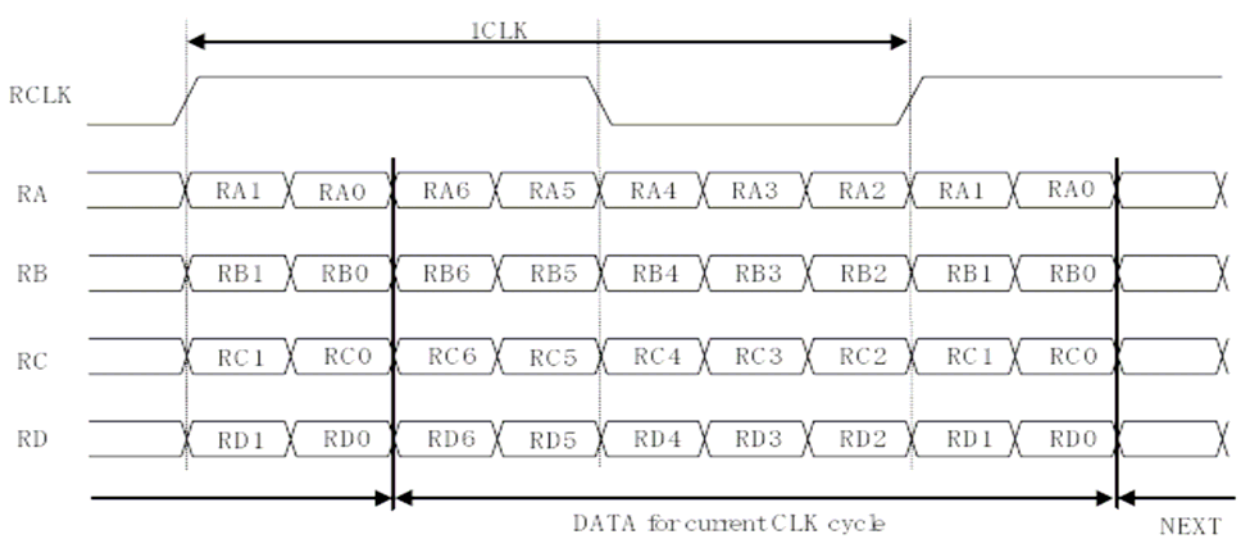 1CLK
RCLK
RA RA1 RA0 RA6 RA5 RA4 RA3 RA2 RA1 RA0
RB RB1 RB0 RB6 RB5 RB4 RB3 RB2 RB1 RB0
RC RC1 RC0 RC6 RC5 RC4 RC3 RC2 RC1 RC0
RD RD1 RD0 RD6 RD5 RD4 RD3 RD2 RD1 RD0
DATA for current CLK cycle NEXT